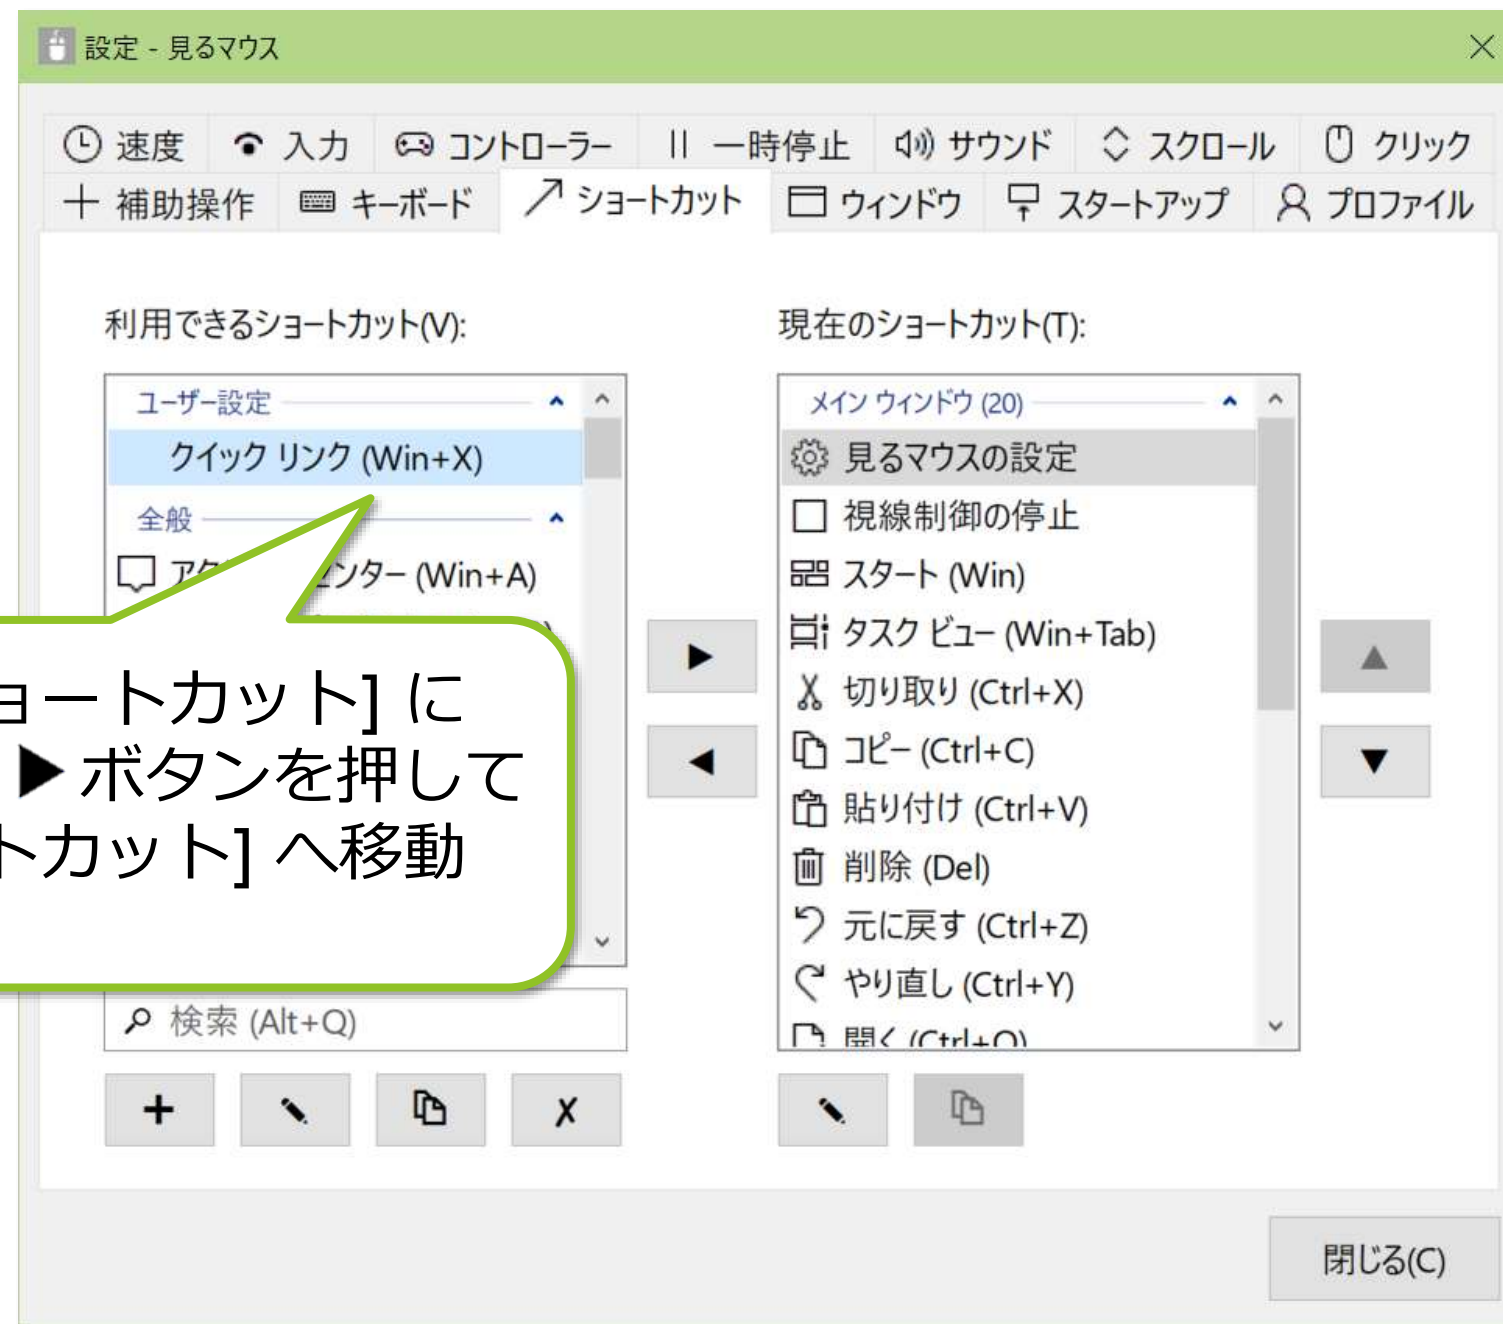 設定 - 見るマウス
速度 入力 コントローラー 一時停止 サウンド スクロール クリック
補助操作 キーボード ショートカット ウィンドウ スタートアップ プロファイル
利用できるショートカット(V):
ユーザー設定
クイック リンク (Win+X)
全般
(Win+A)
ョートカット] に
▶ボタンを押して
トカット] へ移動
検索 (Alt+Q)
現在のショートカット(T):
メイン ウィンドウ (20)
見るマウスの設定
視線制御の停止
スタート (Win)
タスク ビュー (Win+Tab)
切り取り (Ctrl+X)
コピー (Ctrl+C)
貼り付け (Ctrl+V)
削除 (Del)
元に戻す (Ctrl+Z)
やり直し (Ctrl+Y)
開く (Ctrl+O)
閉じる(C)